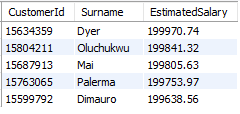 CustomerId Surname EstimatedSalary
15634359 Dyer 199970.74
15804211 Oluchukwu 199841.32
15687913 Mai 199805.63
15763065 Palerma 199753.97
15599792 Dimauro 199638.56